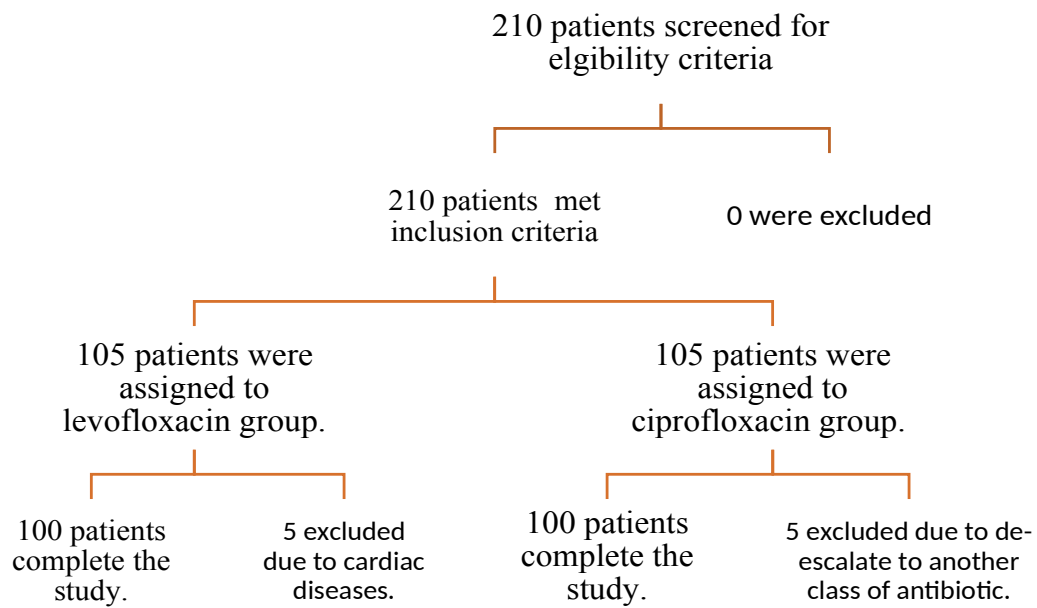 210 patients screened for
elgibility criteria
210 patients  met
inclusion criteria
0 were excluded
105 patients were
assigned to
levofloxacin group.
105 patients were
assigned to
ciprofloxacin group.
100 patients
complete the
study.
5 excluded
due to cardiac
diseases.
100 patients
complete the
study.
5 excluded due to de-
escalate to another
class of antibiotic.